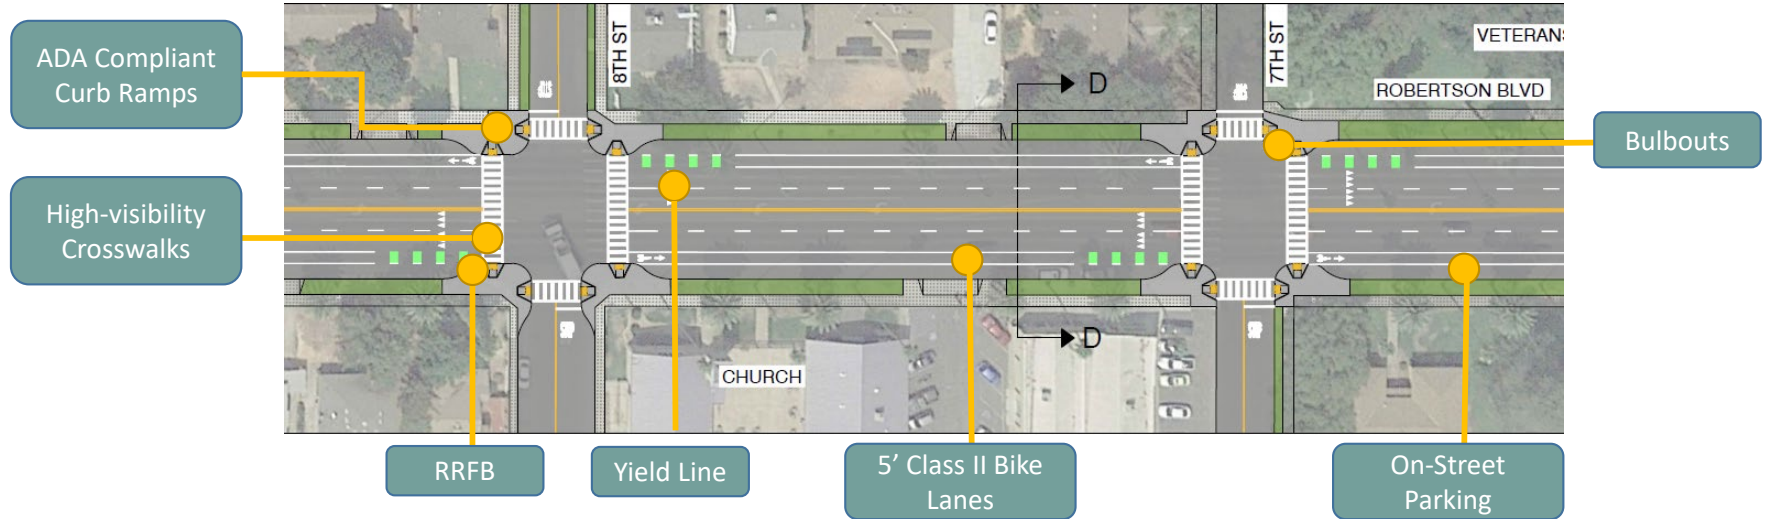 ADA Compliant
Curb Ramps
High-visibility
Crosswalks
8TH ST
D
7TH ST
VETERANS
ROBERTSON BLVD
Bulbouts
D
CHURCH
RRFB
Yield Line
5’ Class II Bike
Lanes
On-Street
Parking